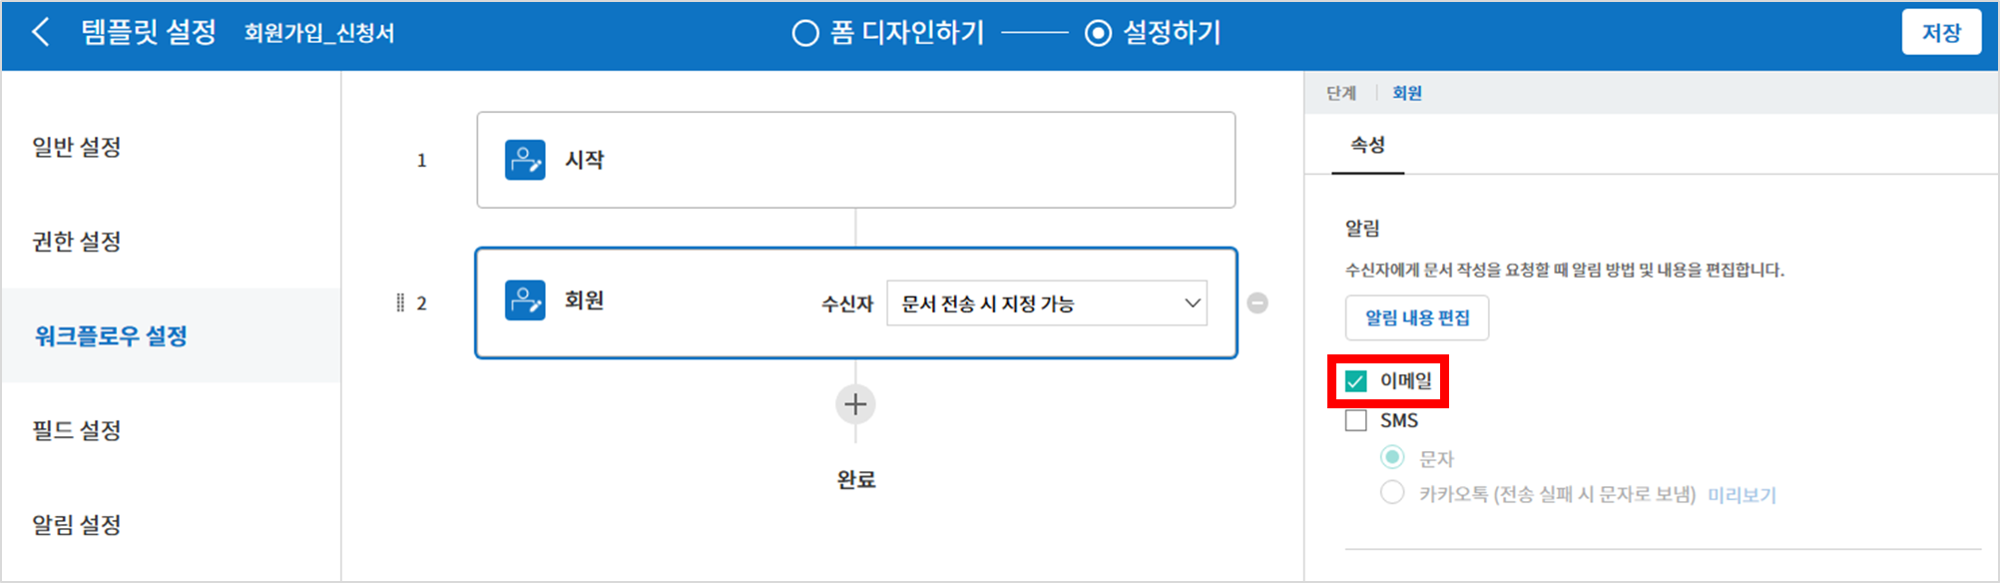 템플릿 설정 회원가입_신청서 폼 디자인하기 설정하기 저장
일반 설정
권한 설정
워크플로우 설정
필드 설정
알림 설정
1 시작
2 회원 수신자 문서 전송 시 지정 가능
완료
단계 회원
속성
알림
수신자에게 문서 작성을 요청할 때 알림 방법 및 내용을 편집합니다.
알림 내용 편집
이메일
SMS
문자
카카오톡 (전송 실패 시 문자로 보냄) 미리보기